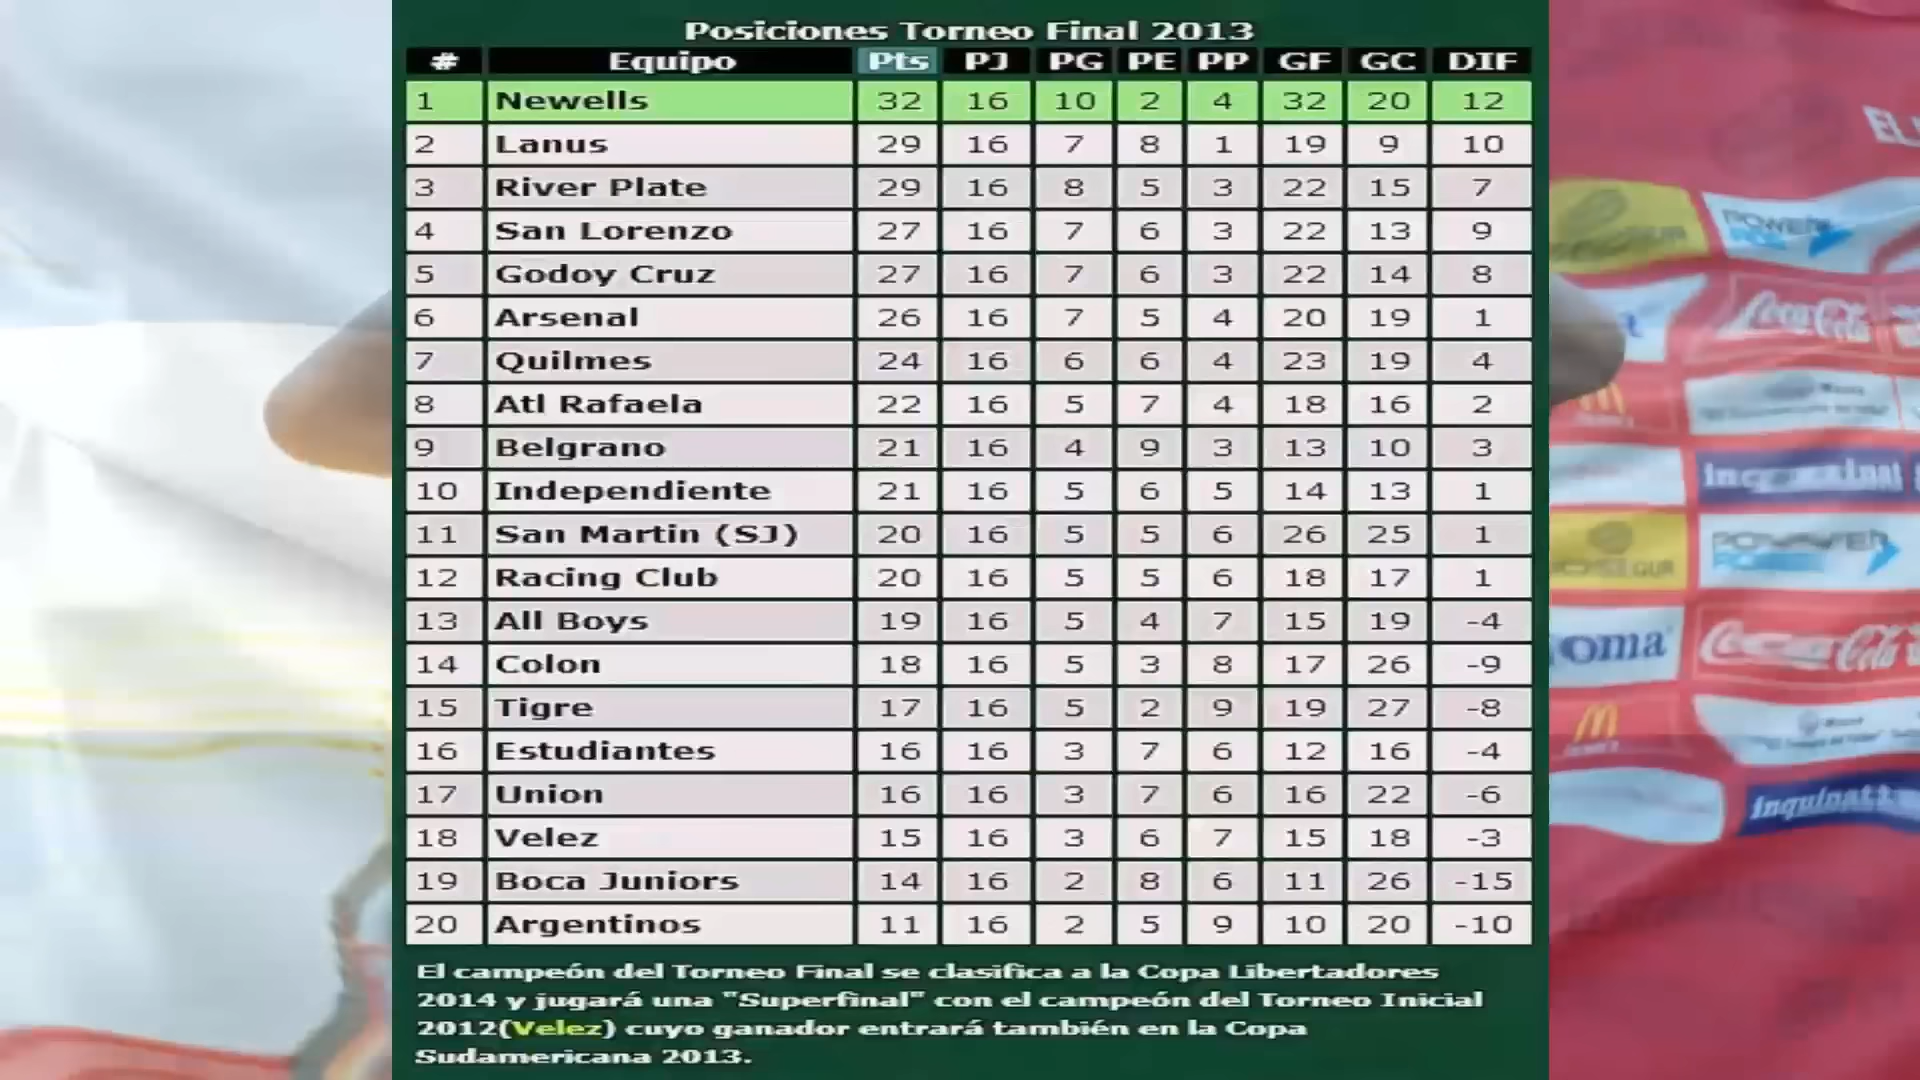 Posiciones Torneo Final 2013
# Equipo Pts PJ PG PE PP GF GC DIF
1 Newells 32 16 10 2 4 32 20 12
2 Lanus 29 16 7 8 1 19 9 10
3 River Plate 29 16 8 5 3 22 15 7
4 San Lorenzo 27 16 7 6 3 22 13 9
5 Godoy Cruz 27 16 7 6 3 22 14 8
6 Arsenal 26 16 7 5 4 20 19 1
7 Quilmes 24 16 6 6 4 23 19 4
8 Atl Rafaela 22 16 5 7 4 18 16 2
9 Belgrano 21 16 4 9 3 13 10 3
10 Independiente 21 16 5 6 5 14 13 1
11 San Martin (SJ) 20 16 5 5 6 26 25 1
12 Racing Club 20 16 5 5 6 18 17 1
13 All Boys 19 16 5 4 7 15 19 -4
14 Colon 18 16 5 3 8 17 26 -9
15 Tigre 17 16 5 2 9 19 27 -8
16 Estudiantes 16 16 3 7 6 12 16 -4
17 Union 16 16 3 7 6 16 22 -6
18 Velez 15 16 3 6 7 15 18 -3
19 Boca Juniors 14 16 2 8 6 11 26 -15
20 Argentinos 11 16 2 5 9 10 20 -10
El campeón del Torneo Final se clasifica a la Copa Libertadores
2014 y jugará una "Superfinal" con el campeón del Torneo Inicial
2012(Velez) cuyo ganador entrará también en la Copa
Sudamericana 2013.
Coca Cola
oma